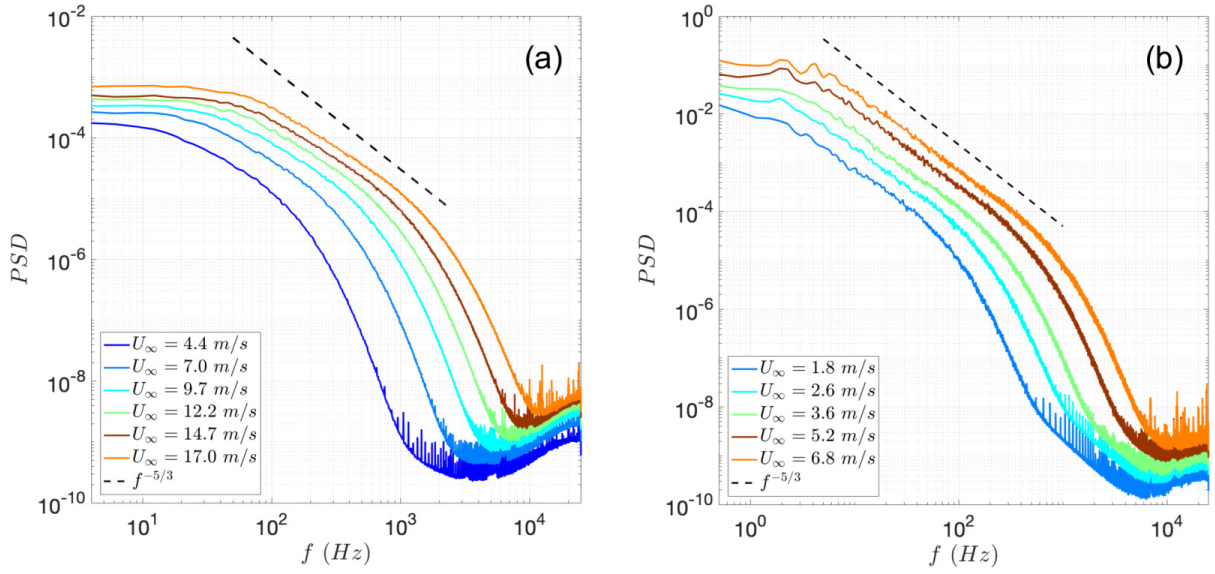 (a)
PSD
10^-2
10^-4
10^-6
10^-8
10^-10
U∞ = 4.4 m/s
U∞ = 7.0 m/s
U∞ = 9.7 m/s
U∞ = 12.2 m/s
U∞ = 14.7 m/s
U∞ = 17.0 m/s
f^-5/3
10^1
10^2
10^3
10^4
f (Hz)
(b)
PSD
10^0
10^-2
10^-4
10^-6
10^-8
10^-10
U∞ = 1.8 m/s
U∞ = 2.6 m/s
U∞ = 3.6 m/s
U∞ = 5.2 m/s
U∞ = 6.8 m/s
f^-5/3
10^0
10^2
10^4
f (Hz)